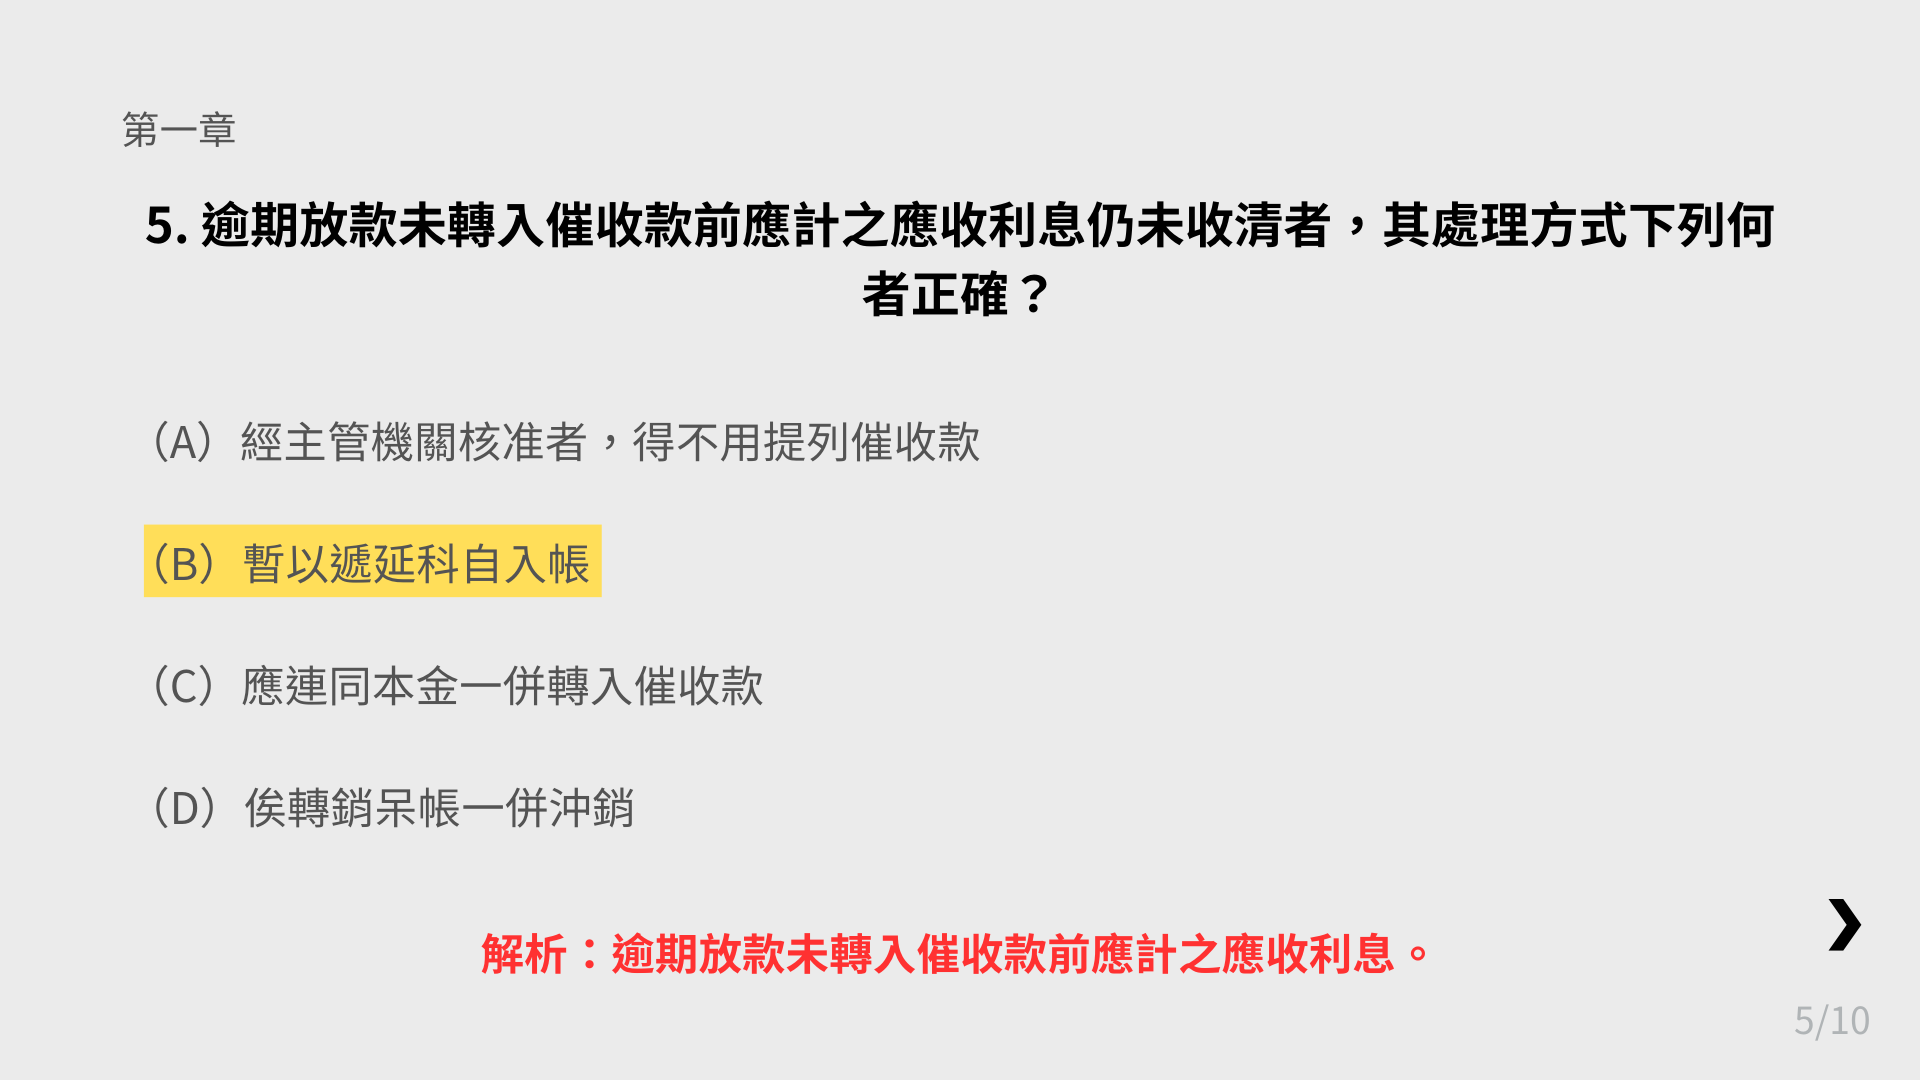 第一章
5. 逾期放款未轉入催收款前應計之應收利息仍未收清者，其處理方式下列何
者正確？
（A）經主管機關核准者，得不用提列催收款
（B）暫以遞延科自入帳
（C）應連同本金一併轉入催收款
（D）俟轉銷呆帳一併沖銷
解析：逾期放款未轉入催收款前應計之應收利息。
5/10